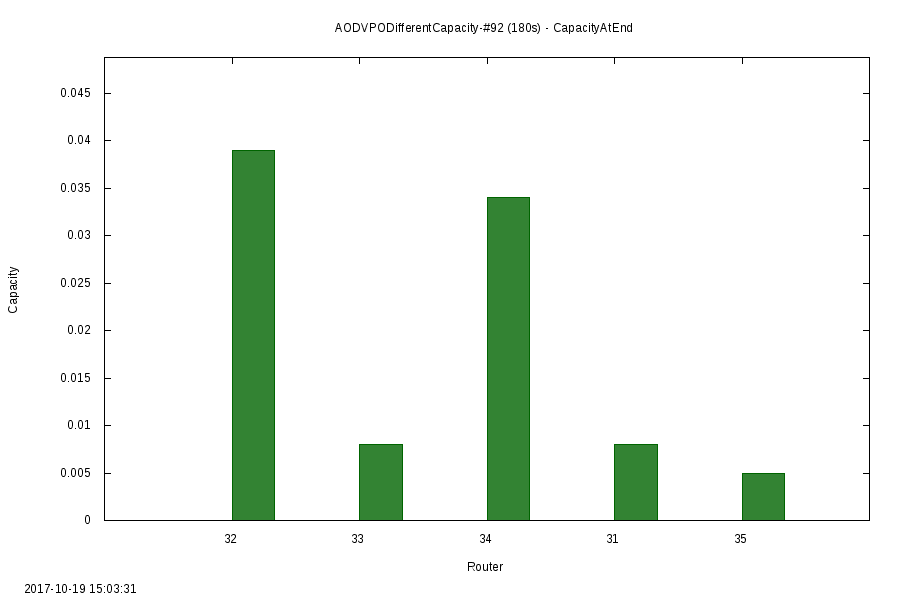 AODVPODifferentCapacity-#92 (180s) - CapacityAtEnd
0.045
0.04
0.035
0.03
0.025
0.02
0.015
0.01
0.005
0
Capacity
32 33 34 31 35
Router
2017-10-19 15:03:31